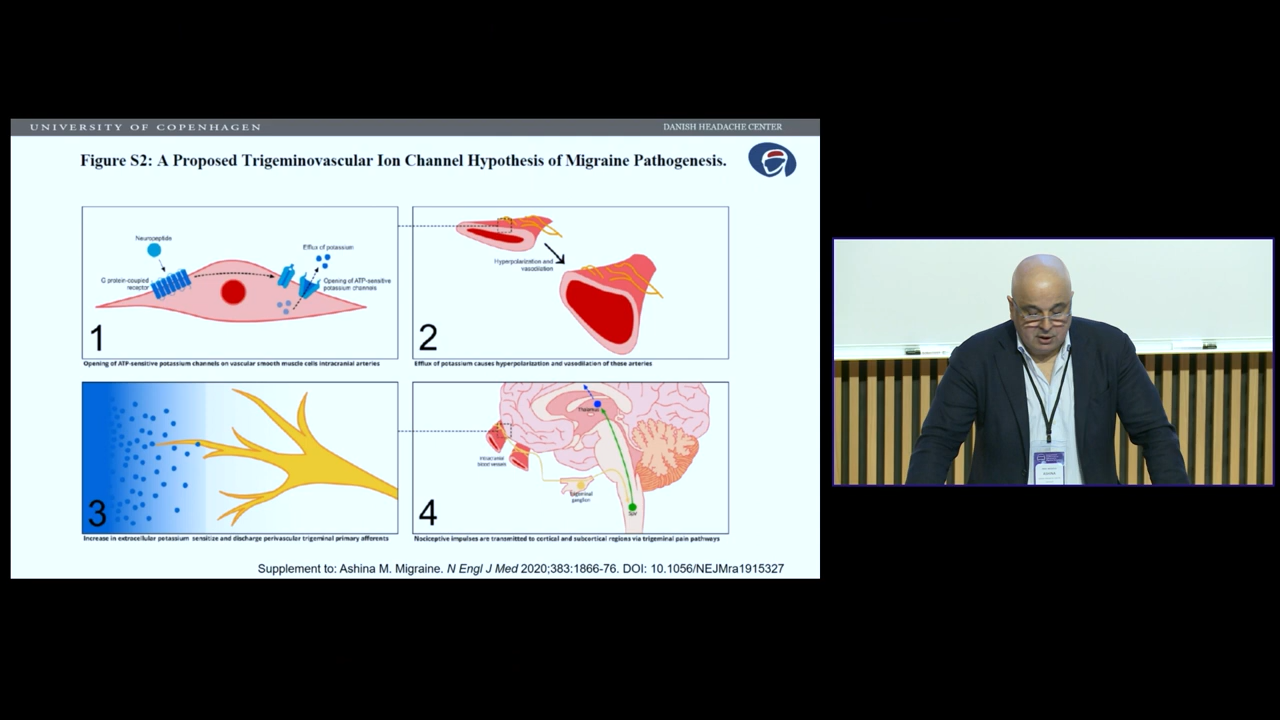 UNIVERSITY OF COPENHAGEN
DANISH HEADACHE CENTER
Figure S2: A Proposed Trigeminovascular Ion Channel Hypothesis of Migraine Pathogenesis.
Neuropeptide
G protein-coupled
receptor
Efflux of potassium
Opening of ATP-sensitive
potassium channels
1
Opening of ATP-sensitive potassium channels on vascular smooth muscle cells intracranial arteries
Hyperpolarization and
vasodilation
2
Efflux of potassium causes hyperpolarization and vasodilation of these arteries
3
Increase in extracellular potassium sensitize and discharge perivascular trigeminal primary afferents
Thalamus
Intracranial
blood vessels
Trigeminal
ganglion
SpV
4
Nociceptive impulses are transmitted to cortical and subcortical regions via trigeminal pain pathways
Supplement to: Ashina M. Migraine. N Engl J Med 2020;383:1866-76. DOI: 10.1056/NEJMra1915327